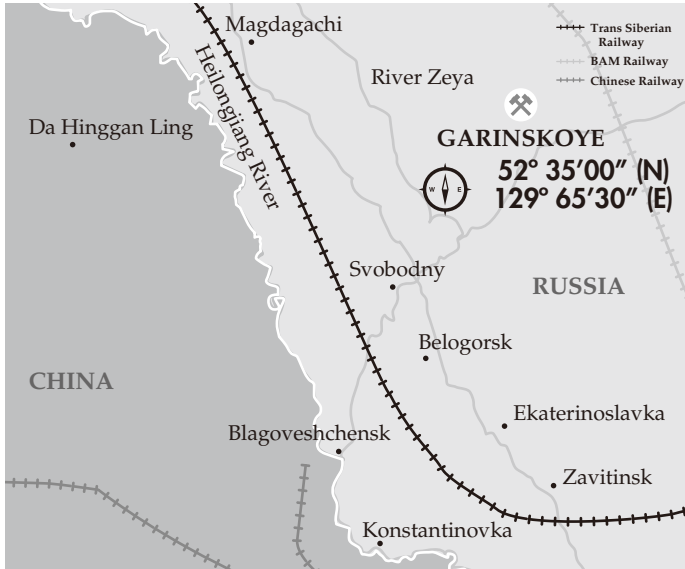 Magdagachi
Trans Siberian
Railway
BAM Railway
Chinese Railway
River Zeya
Heilongjiang River
Da Hinggan Ling
GARINSKOYE
52° 35’00” (N)
129° 65’30” (E)
W E
Svobodny
RUSSIA
Belogorsk
CHINA
Ekaterinoslavka
Blagoveshchensk
Zavitinsk
Konstantinovka